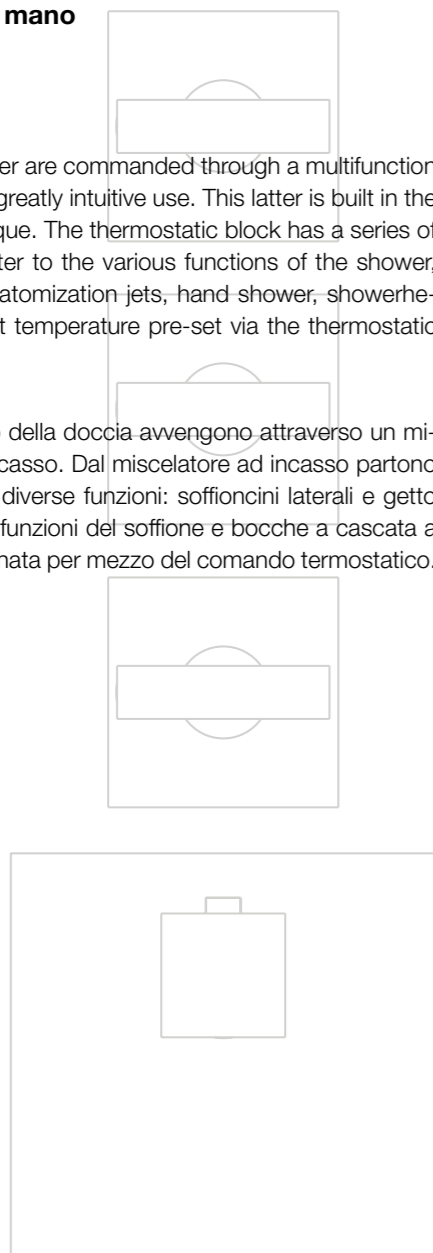 mano
er are commanded through a multifunction
greatly intuitive use. This latter is built in the
que. The thermostatic block has a series of
ter to the various functions of the shower,
atomization jets, hand shower, showerhe-
t temperature pre-set via the thermostatic
della doccia avvengono attraverso un mi-
casso. Dal miscelatore ad incasso partono
diverse funzioni: soffioncini laterali e getto
funzioni del soffione e bocche a cascata a
nata per mezzo del comando termostatico.